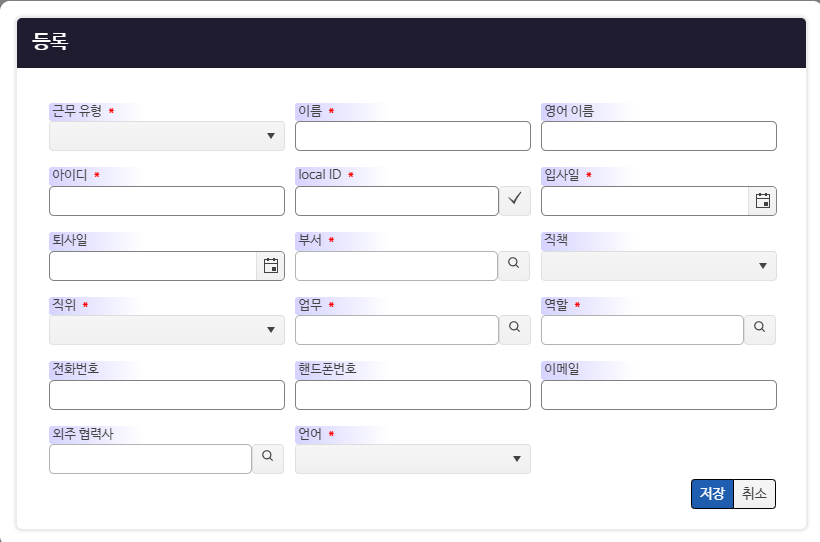 등록
근무 유형 * 이름 * 영어 이름
아이디 * local ID * 입사일 *
퇴사일 부서 * 직책
직위 * 업무 * 역할 *
전화번호 핸드폰번호 이메일
외주 협력사 언어 *
저장 취소